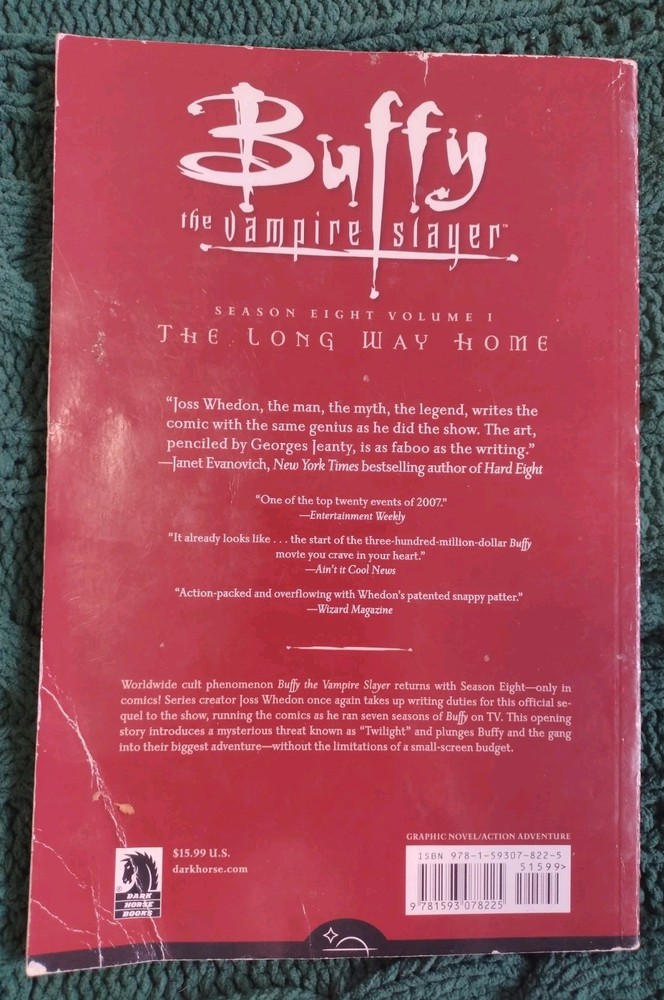 Buffy
the vampire slayer™
SEASON EIGHT VOLUME I
THE LONG WAY HOME
“Joss Whedon, the man, the myth, the legend, writes the
comic with the same genius as he did the show. The art,
penciled by Georges Jeanty, is as faboo as the writing.”
—Janet Evanovich, New York Times bestselling author of Hard Eight
“One of the top twenty events of 2007.”
—Entertainment Weekly
“It already looks like . . . the start of the three-hundred-million-dollar Buffy
movie you crave in your heart.”
—Ain't it Cool News
“Action-packed and overflowing with Whedon's patented snappy patter.”
—Wizard Magazine
Worldwide cult phenomenon Buffy the Vampire Slayer returns with Season Eight—only in
comics! Series creator Joss Whedon once again takes up writing duties for this official se-
quel to the show, running the comics as he ran seven seasons of Buffy on TV. This opening
story introduces a mysterious threat known as “Twilight” and plunges Buffy and the gang
into their biggest adventure—without the limitations of a small-screen budget.
DARK
HORSE
BOOKS
®
$15.99 U.S.
darkhorse.com
GRAPHIC NOVEL/ACTION ADVENTURE
ISBN 978-1-59307-822-5
51599>
9 781593 078225